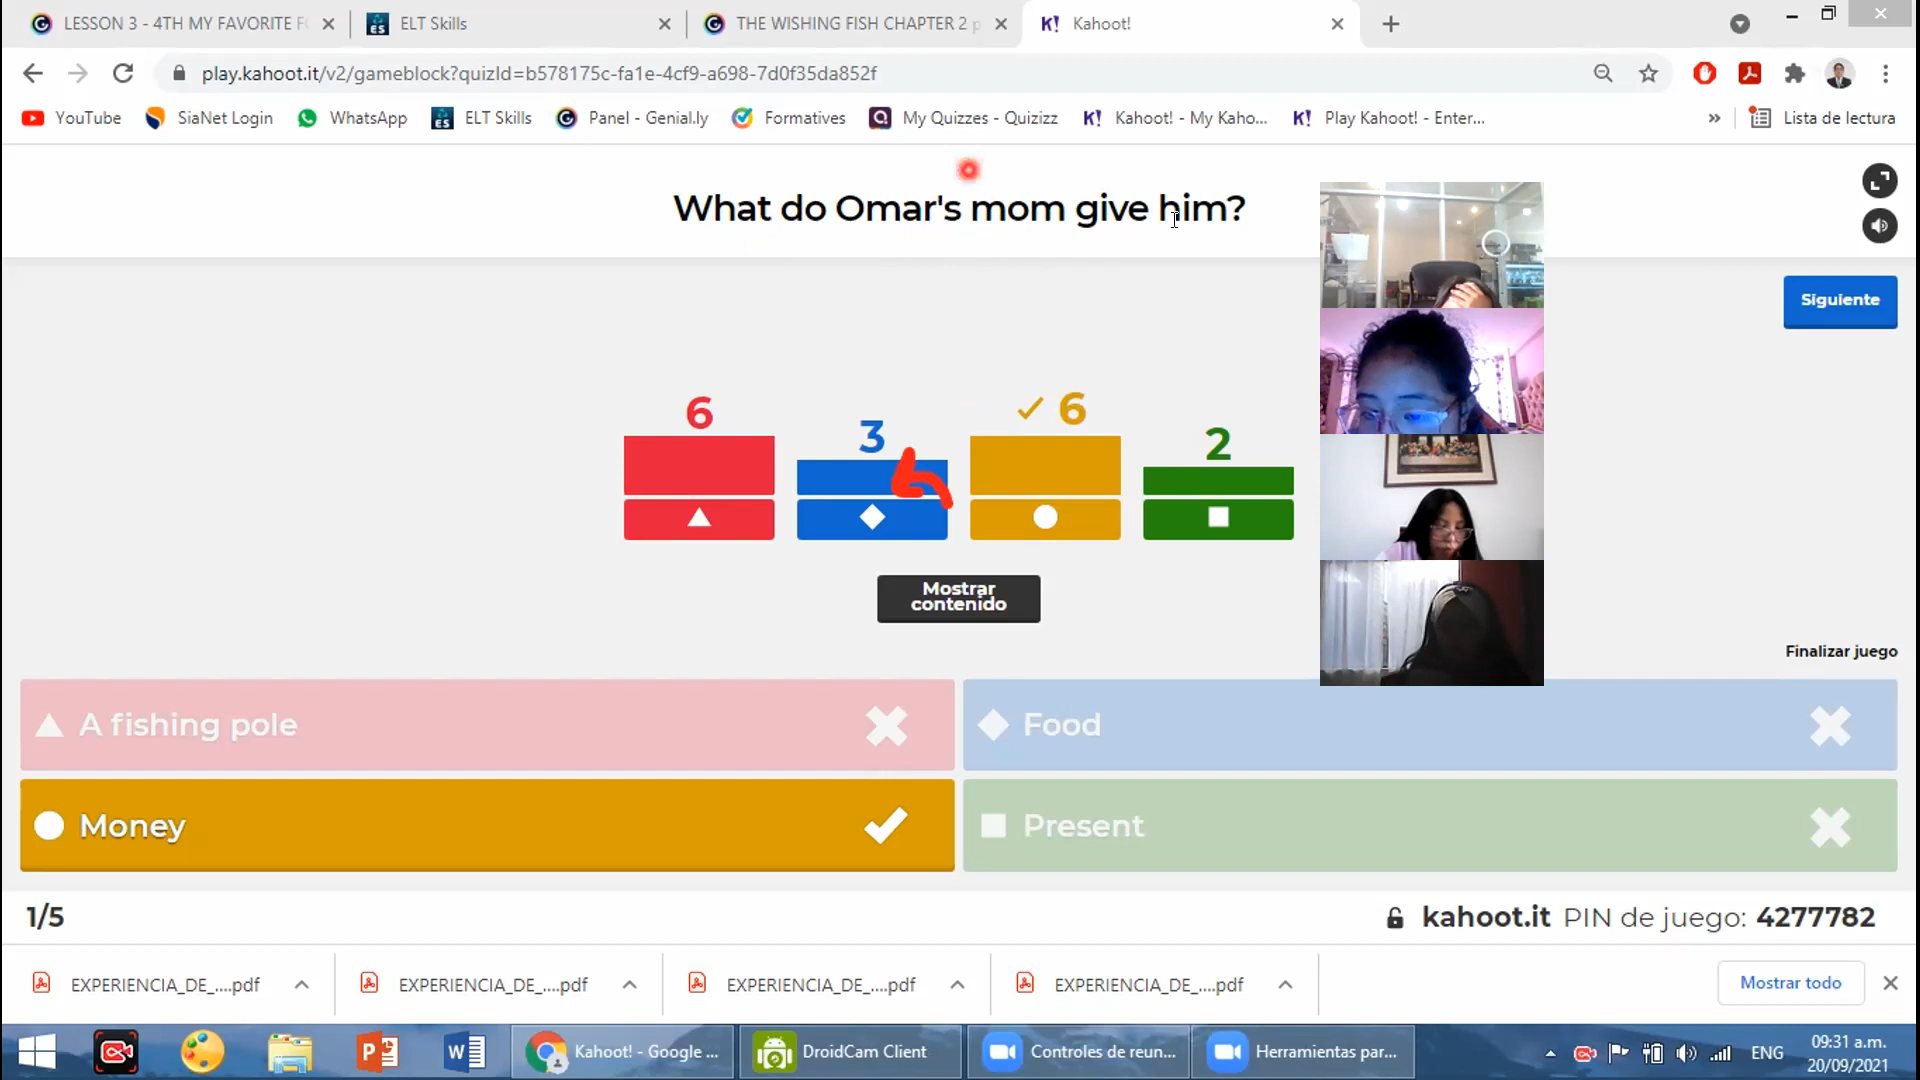 LESSON 3 - 4TH MY FAVORITE F
ELT Skills
THE WISHING FISH CHAPTER 2 p
Kahoot!
play.kahoot.it/v2/gameblock?quizId=b578175c-fa1e-4cf9-a698-7d0f35da852f
YouTube
SiaNet Login
WhatsApp
ELT Skills
Panel - Genial.ly
Formatives
My Quizzes - Quizizz
Kahoot! - My Kaho...
Play Kahoot! - Enter...
»
Lista de lectura
What do Omar's mom give him?
Siguiente
6
3
6
2
Mostrar
contenido
Finalizar juego
A fishing pole
Food
Money
Present
1/5
kahoot.it PIN de juego: 4277782
EXPERIENCIA_DE_....pdf
EXPERIENCIA_DE_....pdf
EXPERIENCIA_DE_....pdf
EXPERIENCIA_DE_....pdf
Mostrar todo
Kahoot! - Google ...
DroidCam Client
Controles de reun...
Herramientas par...
ENG
09:31 a.m.
20/09/2021